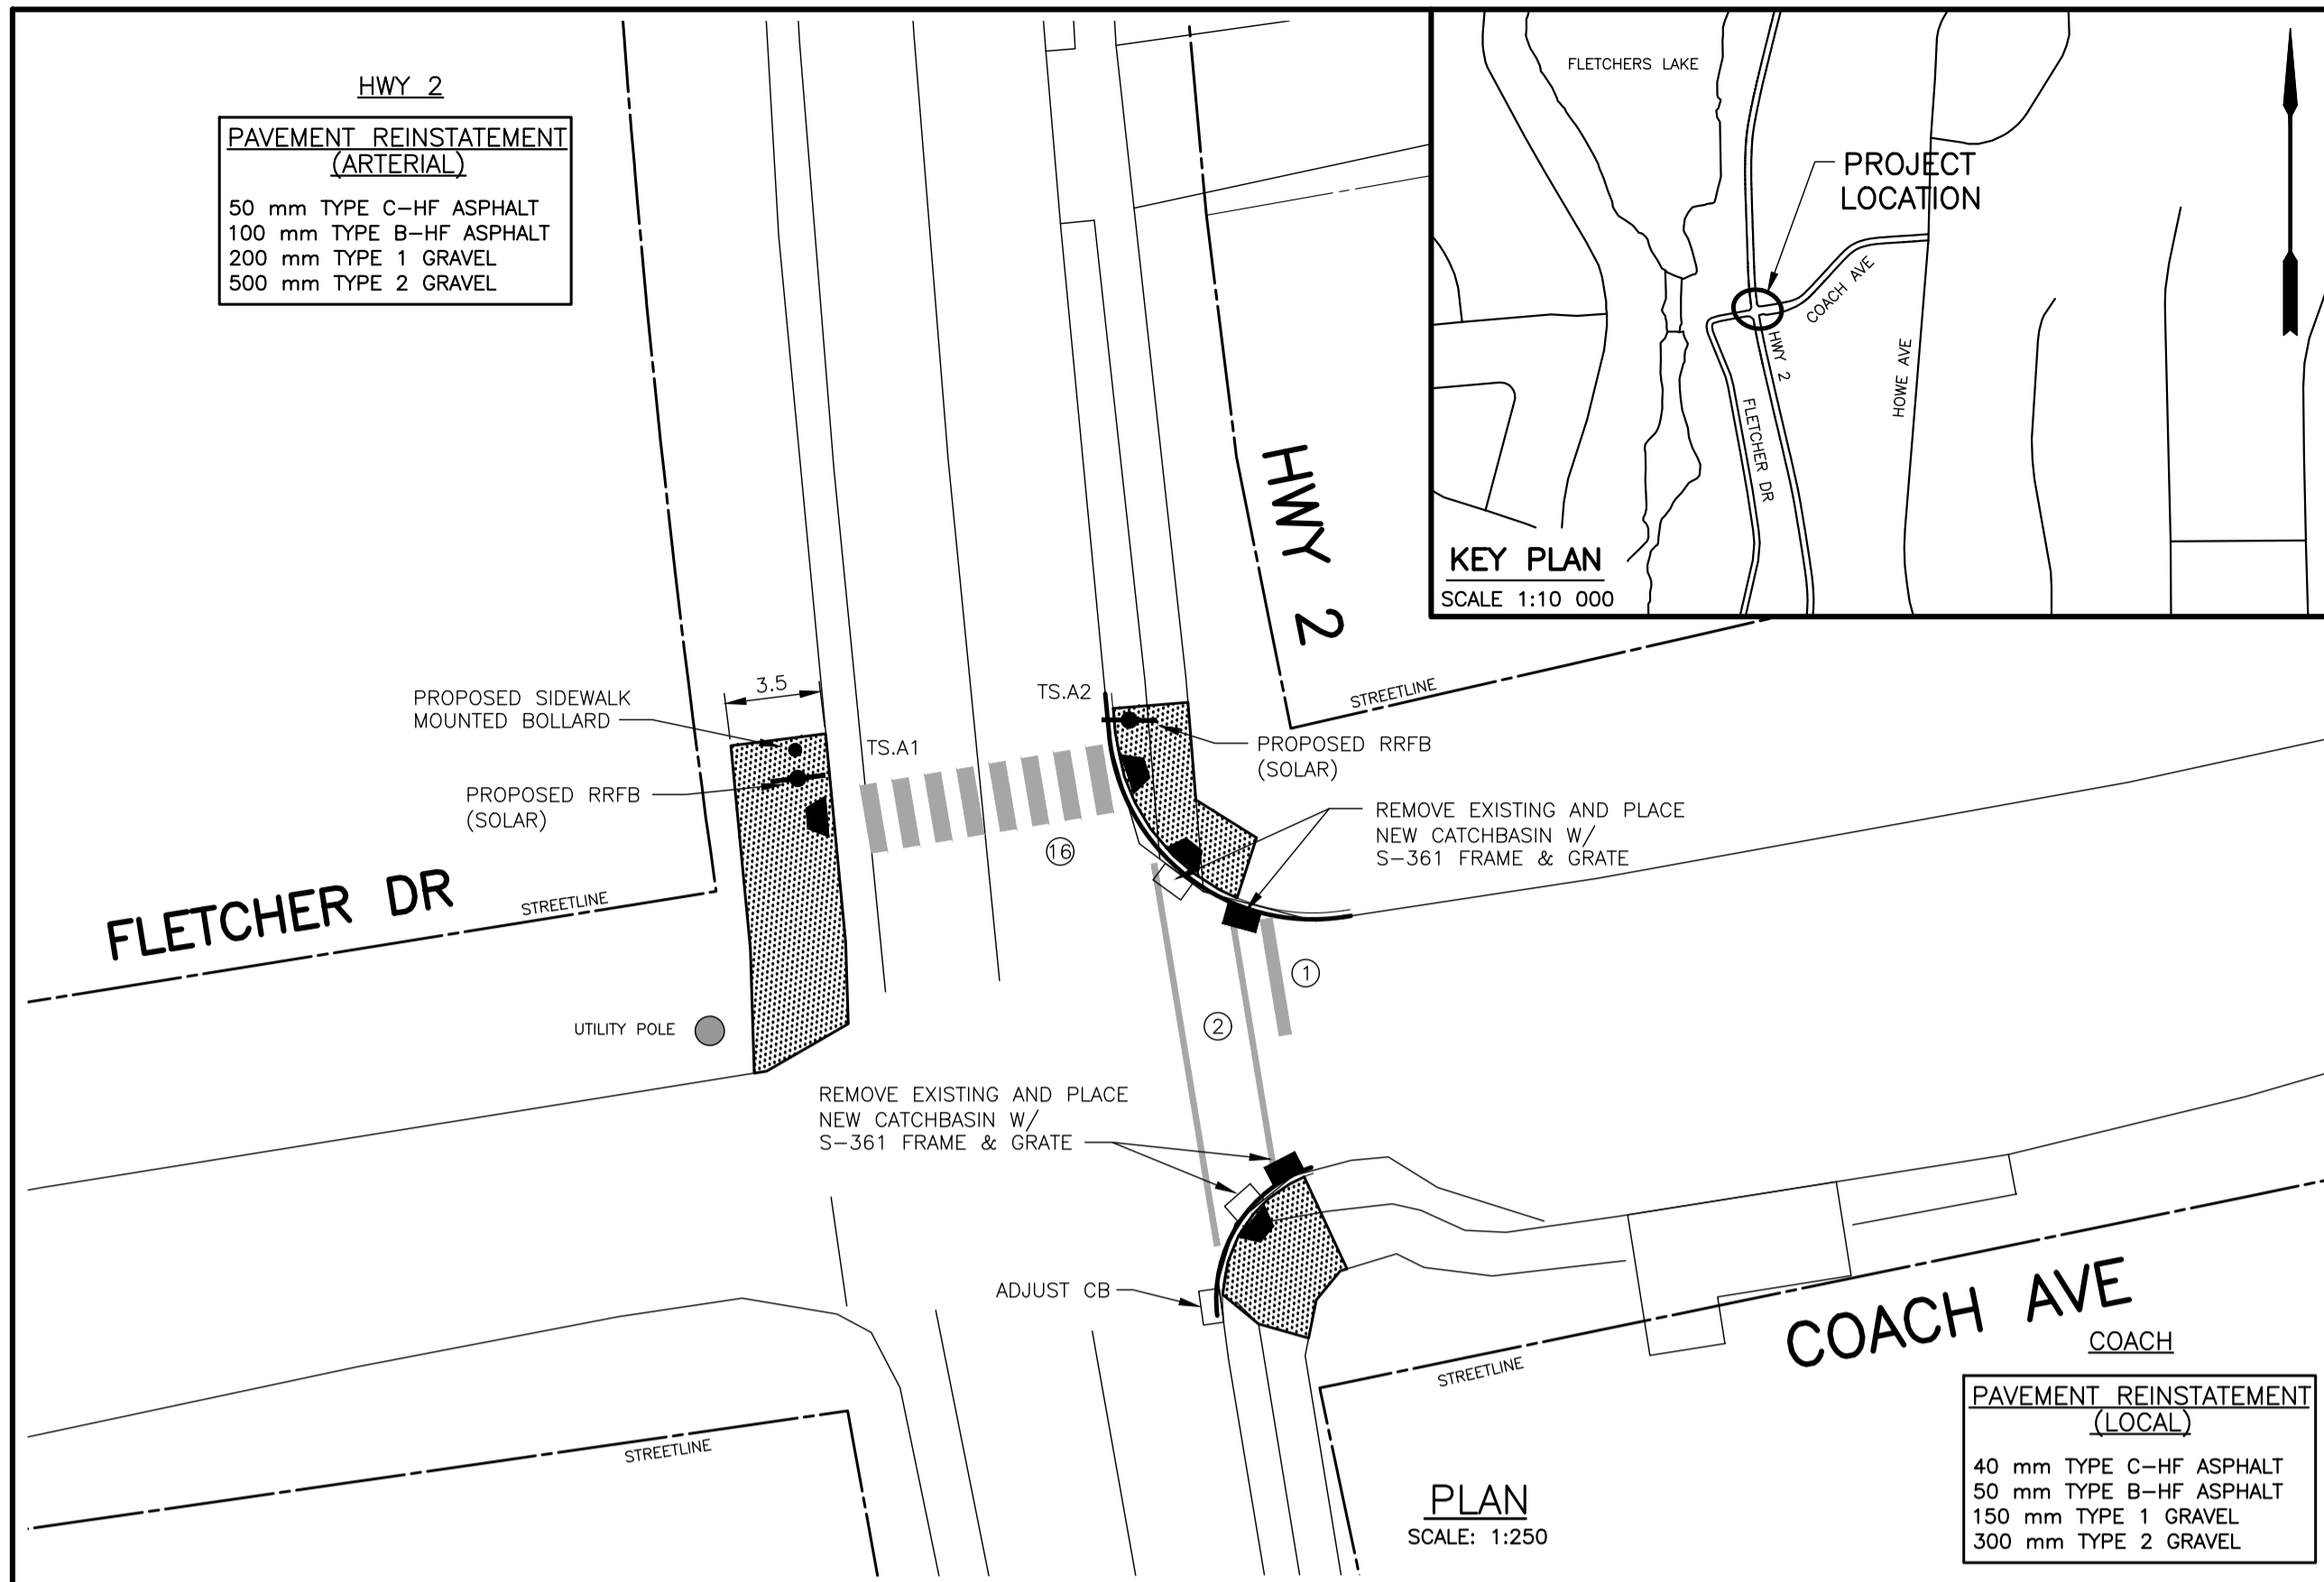 HWY 2
PAVEMENT REINSTATEMENT
(ARTERIAL)
50 mm TYPE C-HF ASPHALT
100 mm TYPE B-HF ASPHALT
200 mm TYPE 1 GRAVEL
500 mm TYPE 2 GRAVEL
FLETCHERS LAKE
PROJECT
LOCATION
COACH AVE
HWY 2
HOWE AVE
FLETCHER DR
KEY PLAN
SCALE 1:10 000
HWY 2
STREETLINE
PROPOSED SIDEWALK
MOUNTED BOLLARD
3.5
TS.A1
TS.A2
PROPOSED RRFB
(SOLAR)
PROPOSED RRFB
(SOLAR)
REMOVE EXISTING AND PLACE
NEW CATCHBASIN W/
S-361 FRAME & GRATE
16
FLETCHER DR
STREETLINE
1
2
UTILITY POLE
REMOVE EXISTING AND PLACE
NEW CATCHBASIN W/
S-361 FRAME & GRATE
ADJUST CB
COACH AVE
STREETLINE
STREETLINE
PLAN
SCALE: 1:250
COACH
PAVEMENT REINSTATEMENT
(LOCAL)
40 mm TYPE C-HF ASPHALT
50 mm TYPE B-HF ASPHALT
150 mm TYPE 1 GRAVEL
300 mm TYPE 2 GRAVEL